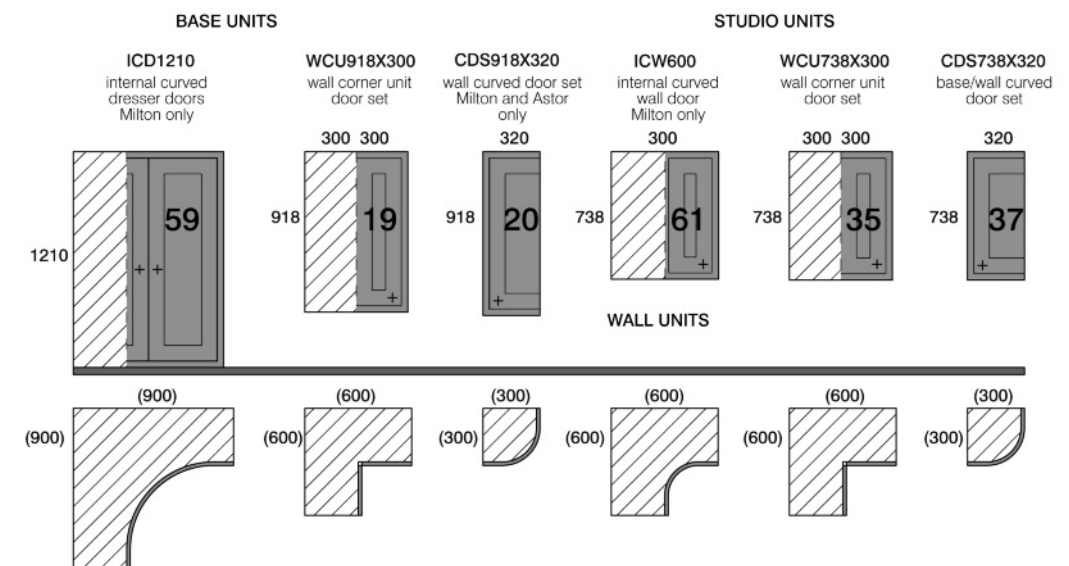 BASE UNITS
STUDIO UNITS
ICD1210
internal curved
dresser doors
Milton only
WCU918X300
wall corner unit
door set
CDS918X320
wall curved door set
Milton and Astor
only
ICW600
internal curved
wall door
Milton only
WCU738X300
wall corner unit
door set
CDS738X320
base/wall curved
door set
300 300
320
300
300 300
320
1210
59
918
19
918
20
738
61
738
35
738
37
WALL UNITS
(900)
(600)
(300)
(600)
(600)
(300)
(900)
(600)
(300)
(600)
(600)
(300)